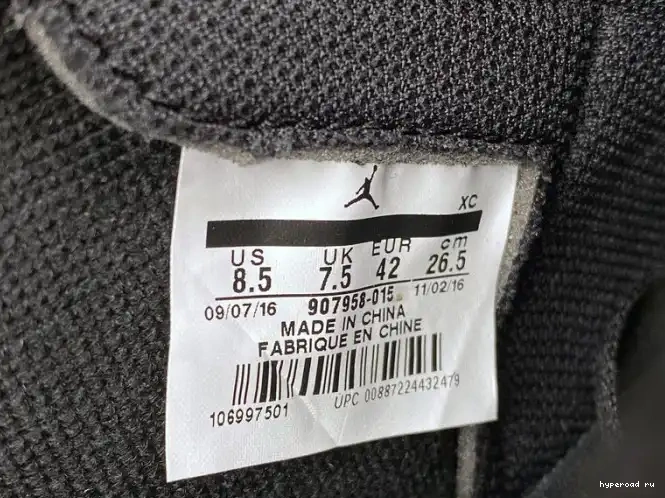 XC
US UK EUR cm
8.5 7.5 42 26.5
09/07/16 907958-015 11/02/16
MADE IN CHINA
FABRIQUE EN CHINE
106997501 UPC 00887224432479
hyperoad ru